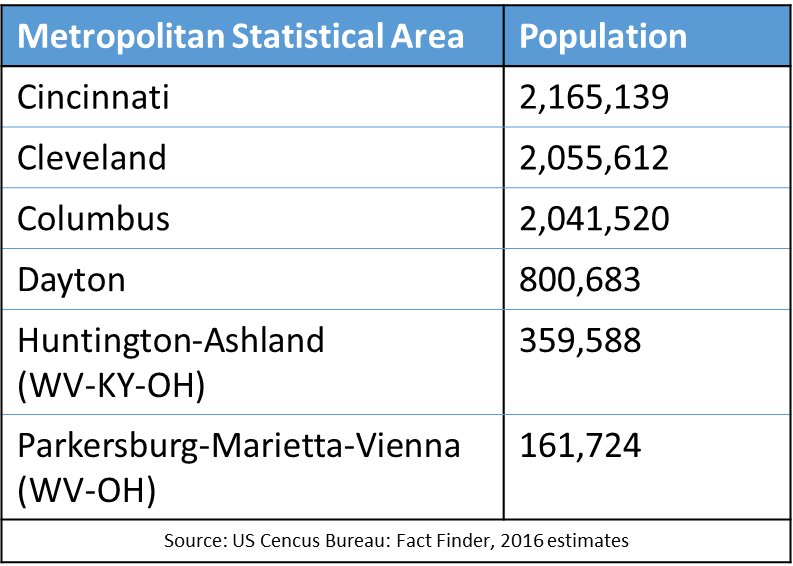 Metropolitan Statistical Area Population
Cincinnati 2,165,139
Cleveland 2,055,612
Columbus 2,041,520
Dayton 800,683
Huntington-Ashland 359,588
(WV-KY-OH)
Parkersburg-Marietta-Vienna 161,724
(WV-OH)
Source: US Cencus Bureau: Fact Finder, 2016 estimates